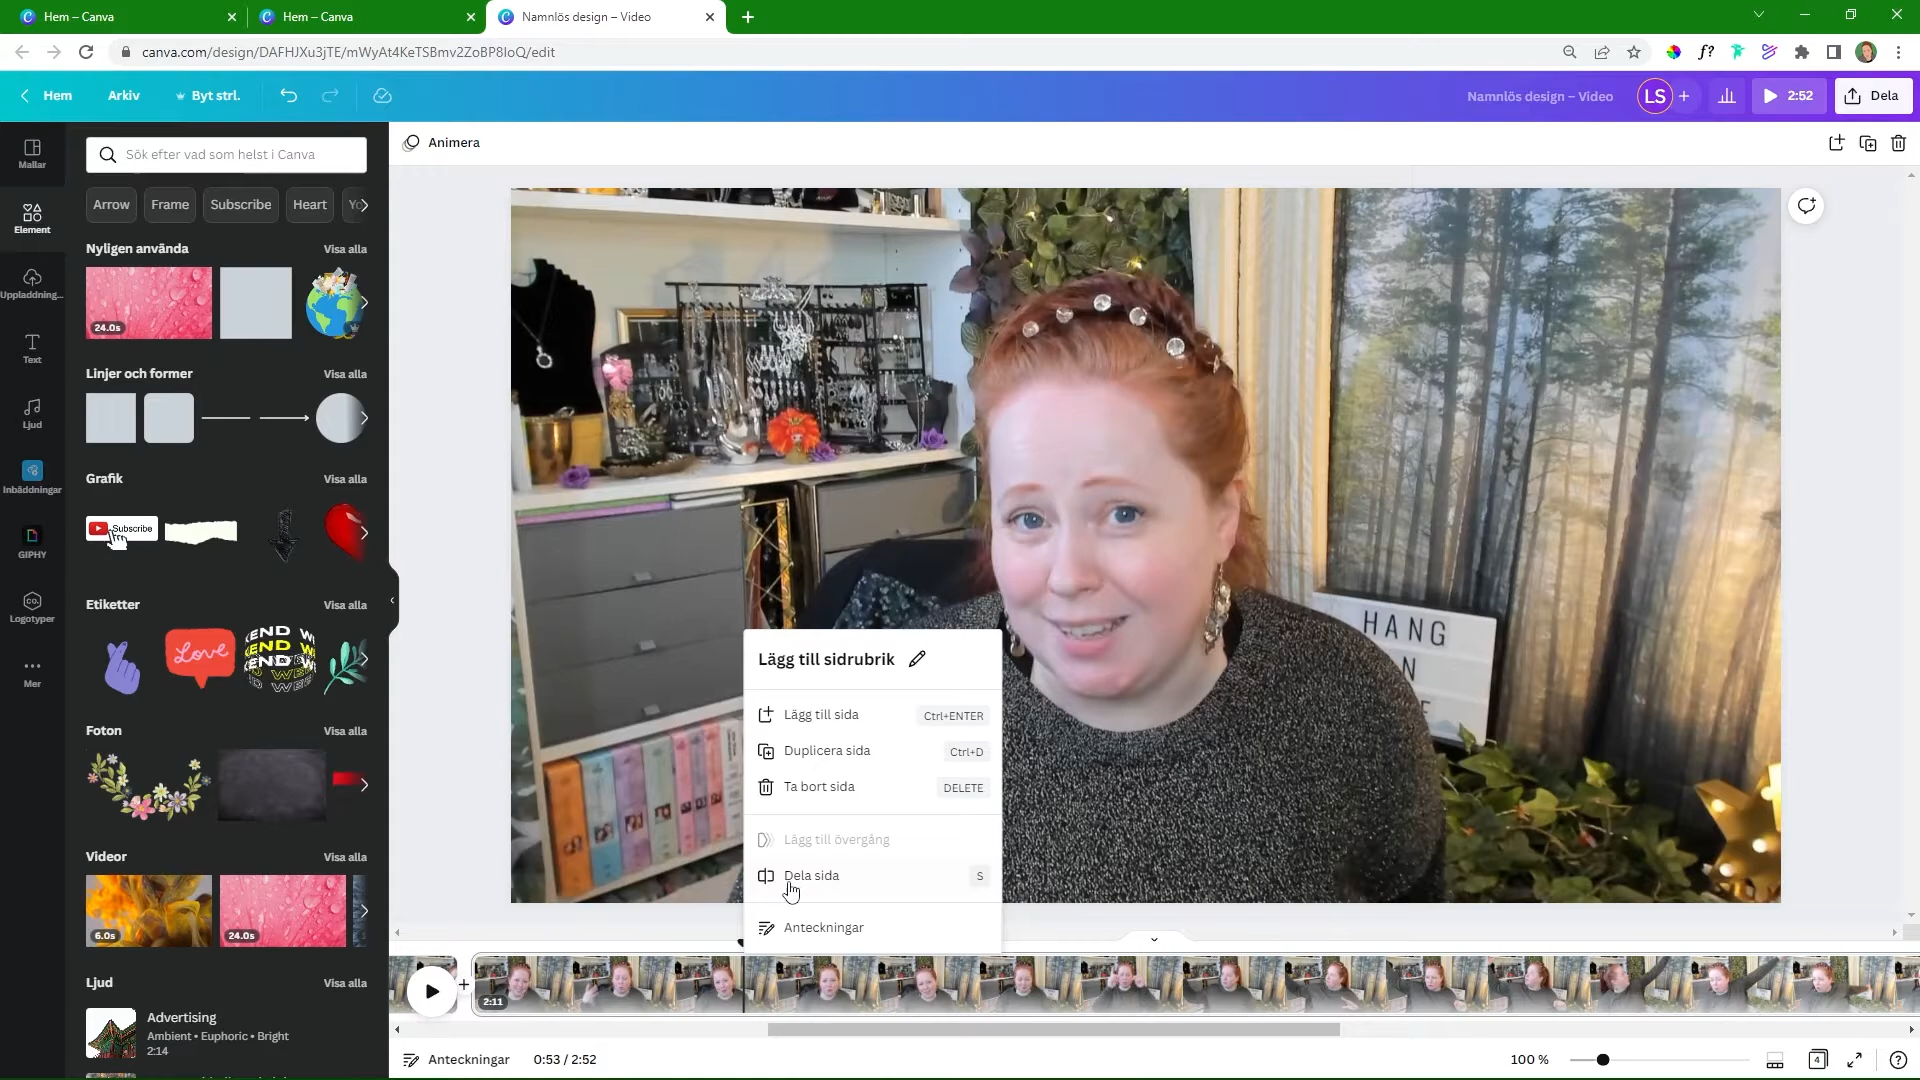 Hem – Canva
Hem – Canva
Namnlös design – Video
canva.com/design/DAFHJXu3jTE/mWyAt4KeTSBmv2ZoBP8IoQ/edit
f?
Hem
Arkiv
Byt strl.
Namnlös design – Video
LS
2:52
Dela
Mallar
Element
Uppladdning...
Text
Ljud
Inbäddningar
GIPHY
CO.
Logotyper
Mer
Sök efter vad som helst i Canva
Arrow
Frame
Subscribe
Heart
Yo
Nyligen använda
Visa alla
24.0s
Linjer och former
Visa alla
Grafik
Visa alla
Subscribe
Etiketter
Visa alla
Love
Foton
Visa alla
Videor
Visa alla
6.0s
24.0s
Ljud
Visa alla
Advertising
Ambient • Euphoric • Bright
2:14
Animera
HANG
Lägg till sidrubrik
Lägg till sida
Ctrl+ENTER
Duplicera sida
Ctrl+D
Ta bort sida
DELETE
Lägg till övergång
Dela sida
S
Anteckningar
2:11
Anteckningar
0:53 / 2:52
100 %
4